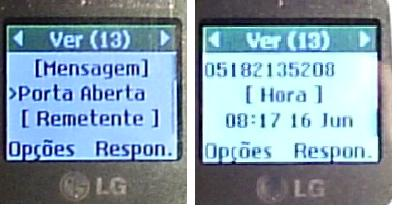 Ver (13)
[Mensagem]
>Porta Aberta
[ Remetente ]
Opções Respon.
LG
Ver (13)
05182135208
[ Hora ]
08:17 16 Jun
Opções Respon.
LG